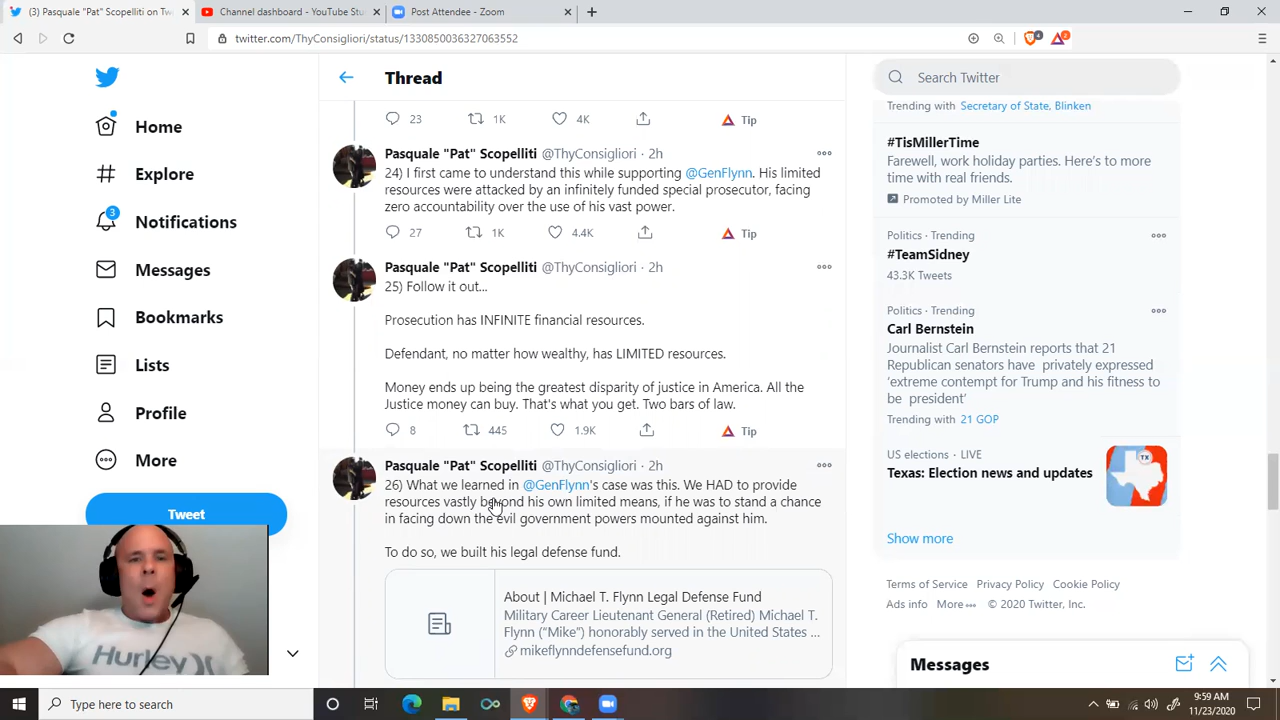 (3) Pasquale "Pat" Scopelliti on Tw
Channel dashboard - YouTube Stu
Post Attendee - Zoom
twitter.com/ThyConsigliori/status/1330850036327063552
4
2
Home
Explore
3
Notifications
Messages
Bookmarks
Lists
Profile
More
Tweet
Thread
23 1K 4K Tip
Pasquale "Pat" Scopelliti @ThyConsigliori · 2h
24) I first came to understand this while supporting @GenFlynn. His limited
resources were attacked by an infinitely funded special prosecutor, facing
zero accountability over the use of his vast power.
27 1K 4.4K Tip
Pasquale "Pat" Scopelliti @ThyConsigliori · 2h
25) Follow it out...
Prosecution has INFINITE financial resources.
Defendant, no matter how wealthy, has LIMITED resources.
Money ends up being the greatest disparity of justice in America. All the
Justice money can buy. That's what you get. Two bars of law.
8 445 1.9K Tip
Pasquale "Pat" Scopelliti @ThyConsigliori · 2h
26) What we learned in @GenFlynn's case was this. We HAD to provide
resources vastly beyond his own limited means, if he was to stand a chance
in facing down the evil government powers mounted against him.
To do so, we built his legal defense fund.
About | Michael T. Flynn Legal Defense Fund
Military Career Lieutenant General (Retired) Michael T.
Flynn ("Mike") honorably served in the United States ...
mikeflynndefensefund.org
Search Twitter
Trending with Secretary of State, Blinken
#TisMillerTime
Farewell, work holiday parties. Here's to more
time with real friends.
Promoted by Miller Lite
Politics · Trending
#TeamSidney
43.3K Tweets
Politics · Trending
Carl Bernstein
Journalist Carl Bernstein reports that 21
Republican senators have privately expressed
'extreme contempt for Trump and his fitness to
be president'
Trending with 21 GOP
US elections · LIVE
Texas: Election news and updates
TX
Show more
Terms of Service Privacy Policy Cookie Policy
Ads info More © 2020 Twitter, Inc.
Messages
Hurley
Type here to search
9:59 AM
11/23/2020